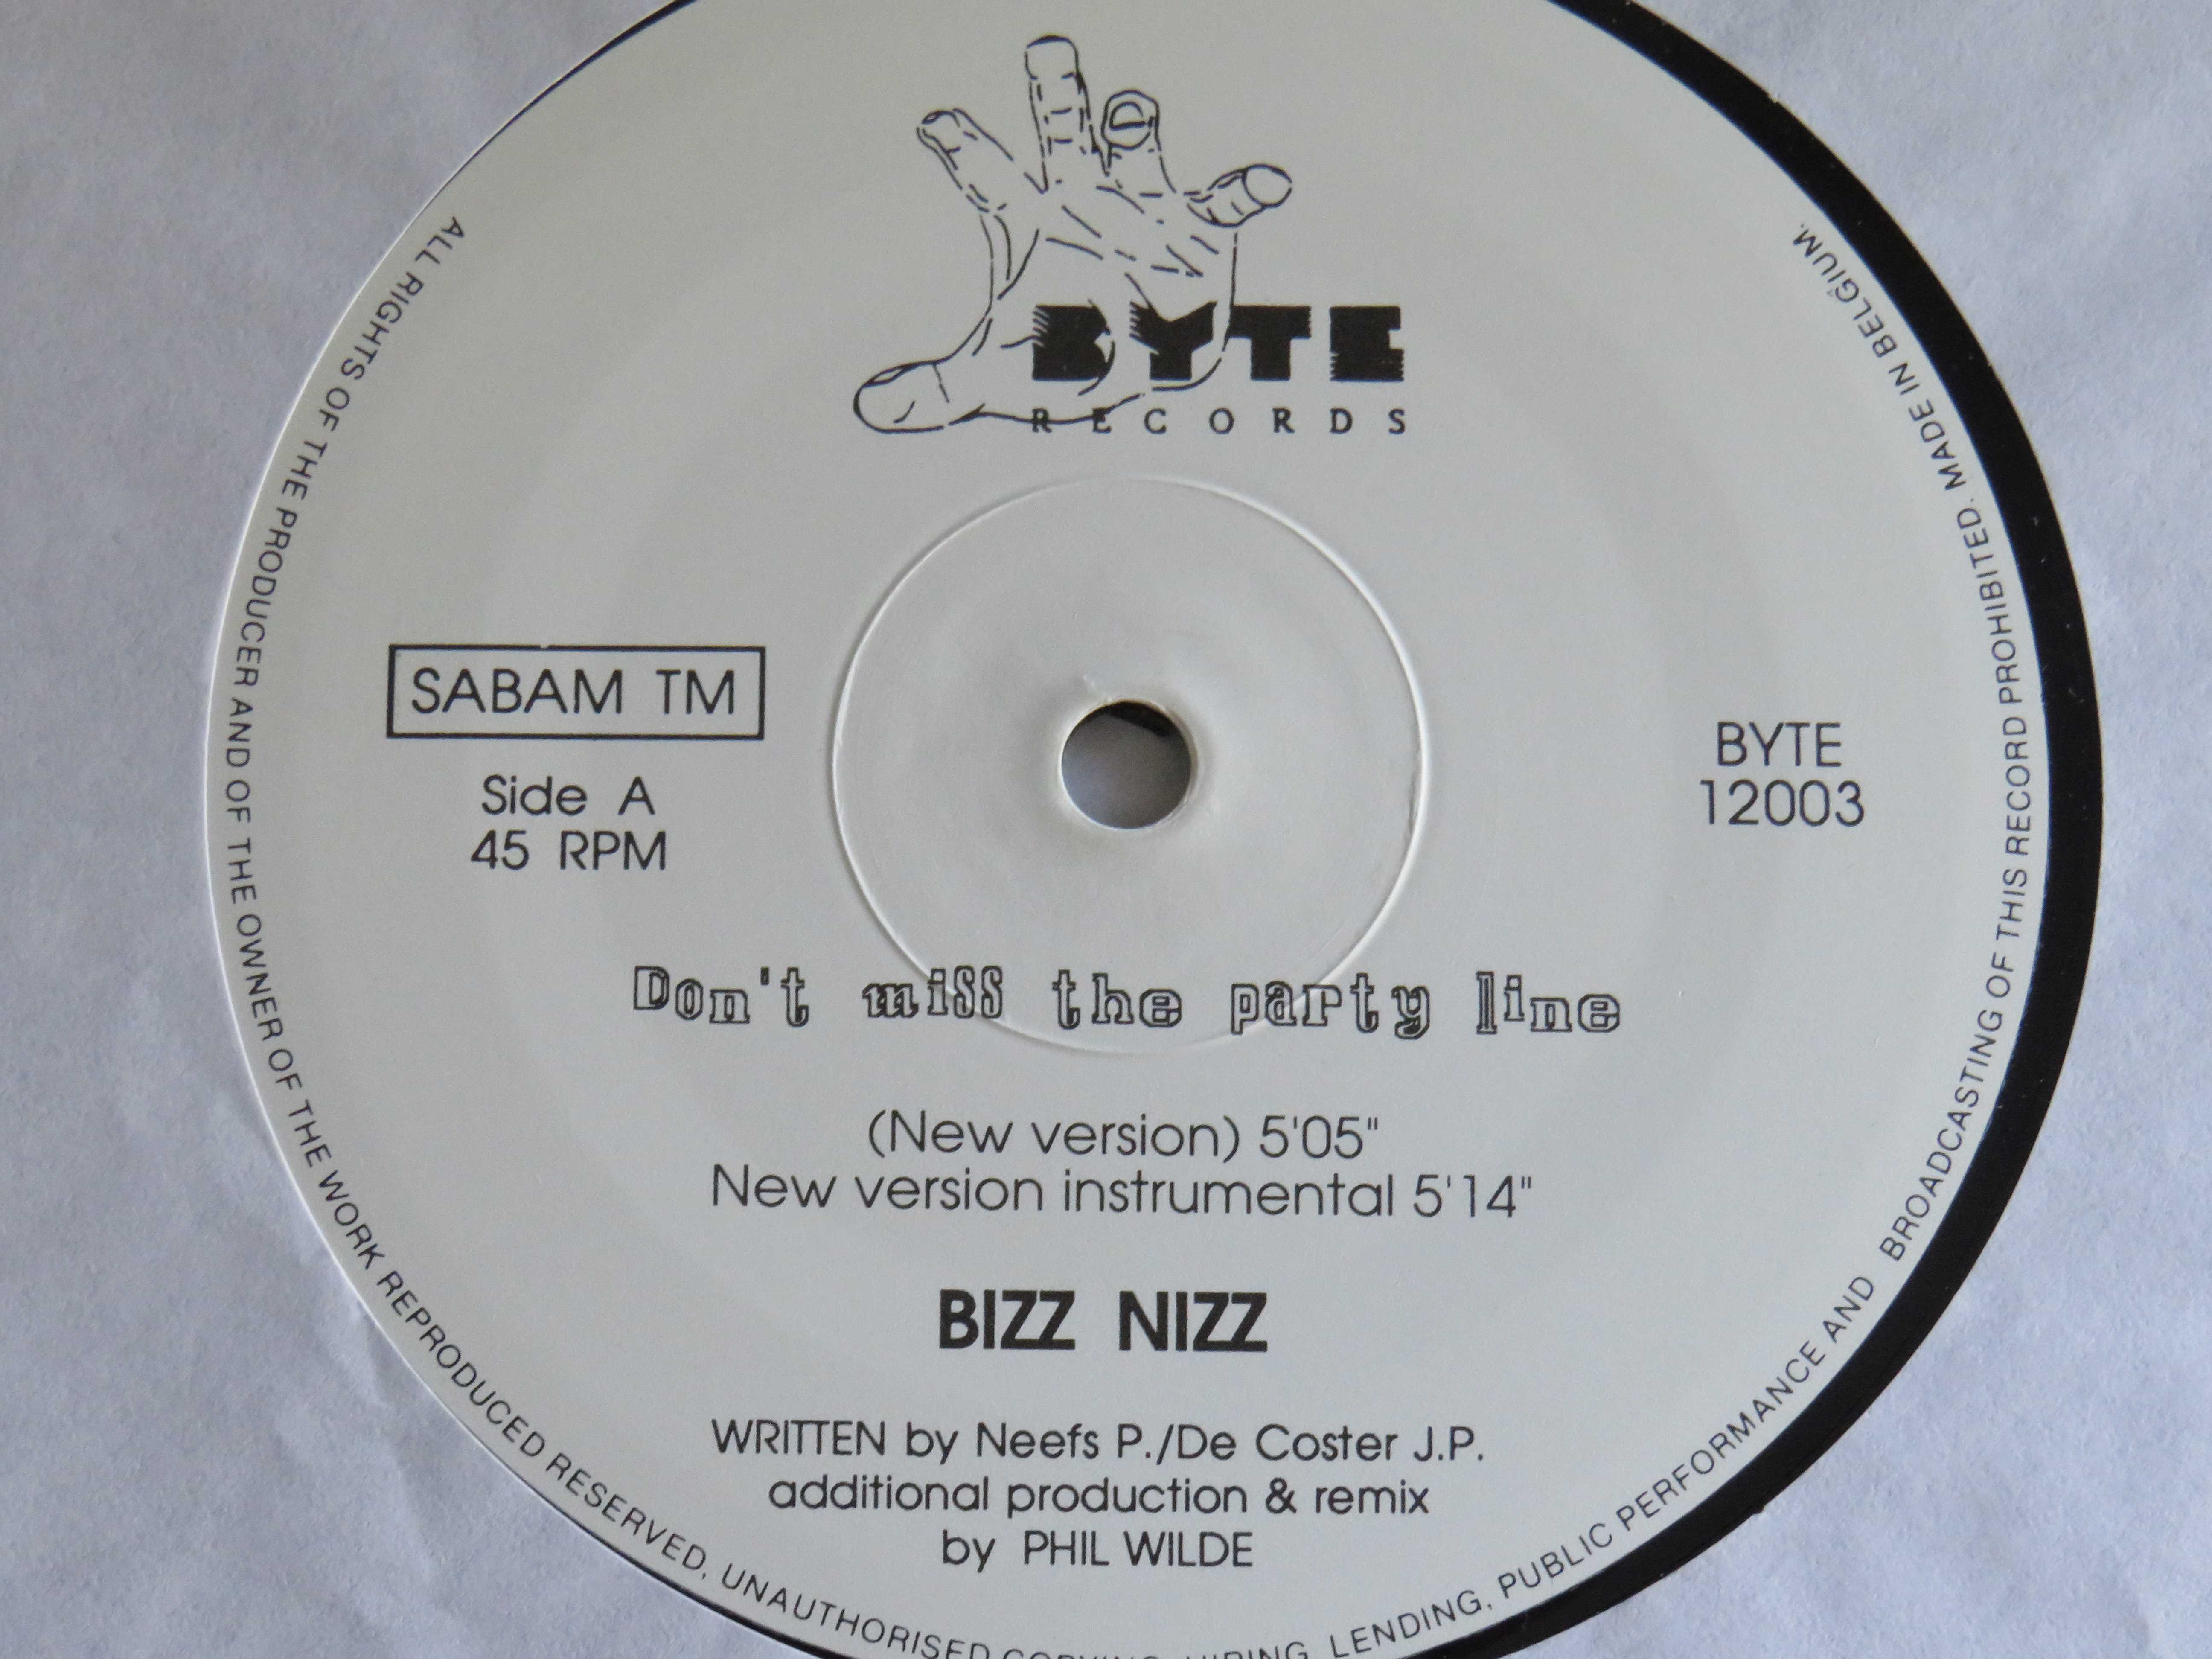 BYTE
RECORDS
SABAM TM
Side A
45 RPM
BYTE
12003
Don't miss the party line
(New version) 5'05"
New version instrumental 5'14"
BIZZ NIZZ
WRITTEN by Neefs P./De Coster J.P.
additional production & remix
by PHIL WILDE
ALL RIGHTS OF THE PRODUCER AND OF THE OWNER OF THE WORK REPRODUCED RESERVED, UNAUTHORISED COPYING, HIRING, LENDING, PUBLIC PERFORMANCE AND BROADCASTING OF THIS RECORD PROHIBITED. MADE IN BELGIUM.